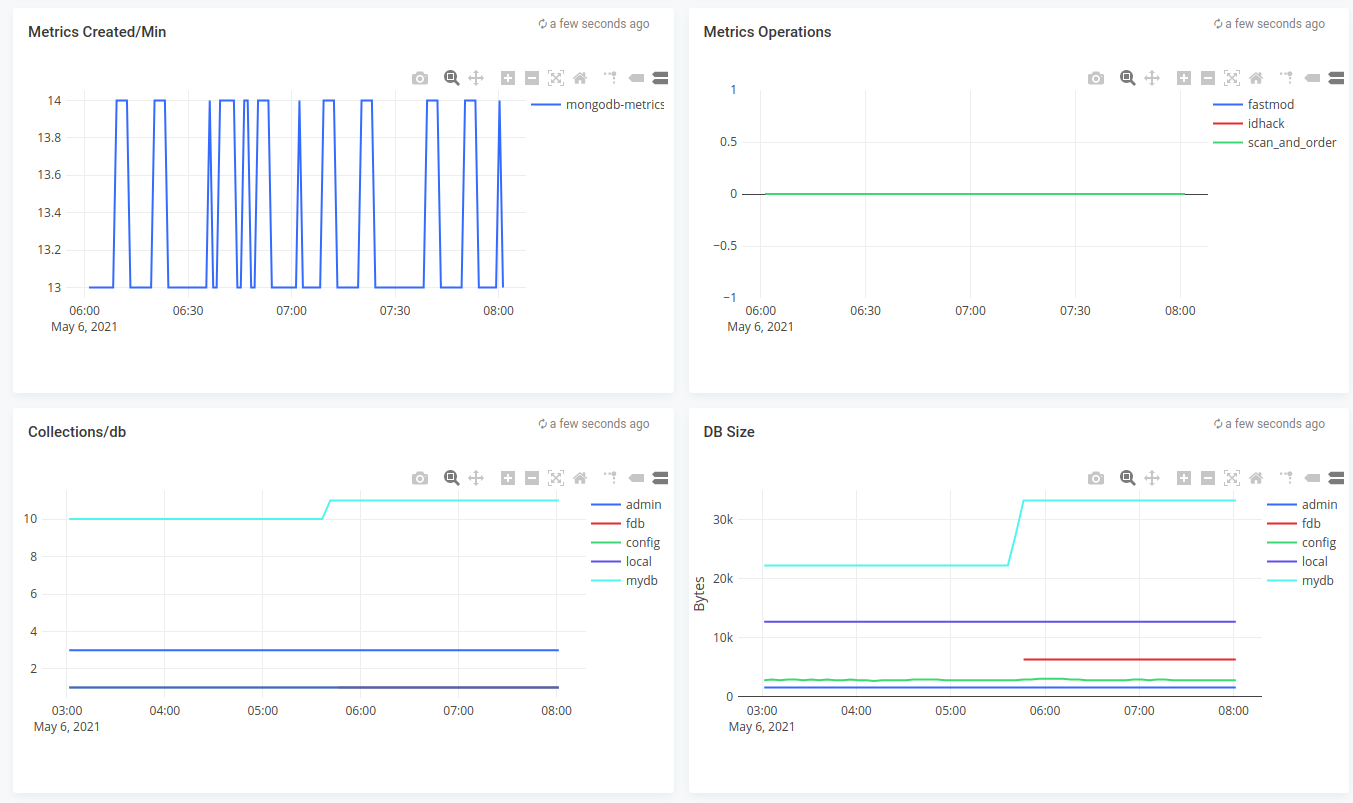 Metrics Created/Min
a few seconds ago
14
13.8
13.6
13.4
13.2
13
06:00
06:30
07:00
07:30
08:00
May 6, 2021
mongodb-metrics
Metrics Operations
a few seconds ago
1
0.5
0
−0.5
−1
06:00
06:30
07:00
07:30
08:00
May 6, 2021
fastmod
idhack
scan_and_order
Collections/db
a few seconds ago
10
8
6
4
2
03:00
04:00
05:00
06:00
07:00
08:00
May 6, 2021
admin
fdb
config
local
mydb
DB Size
a few seconds ago
Bytes
30k
20k
10k
0
03:00
04:00
05:00
06:00
07:00
08:00
May 6, 2021
admin
fdb
config
local
mydb